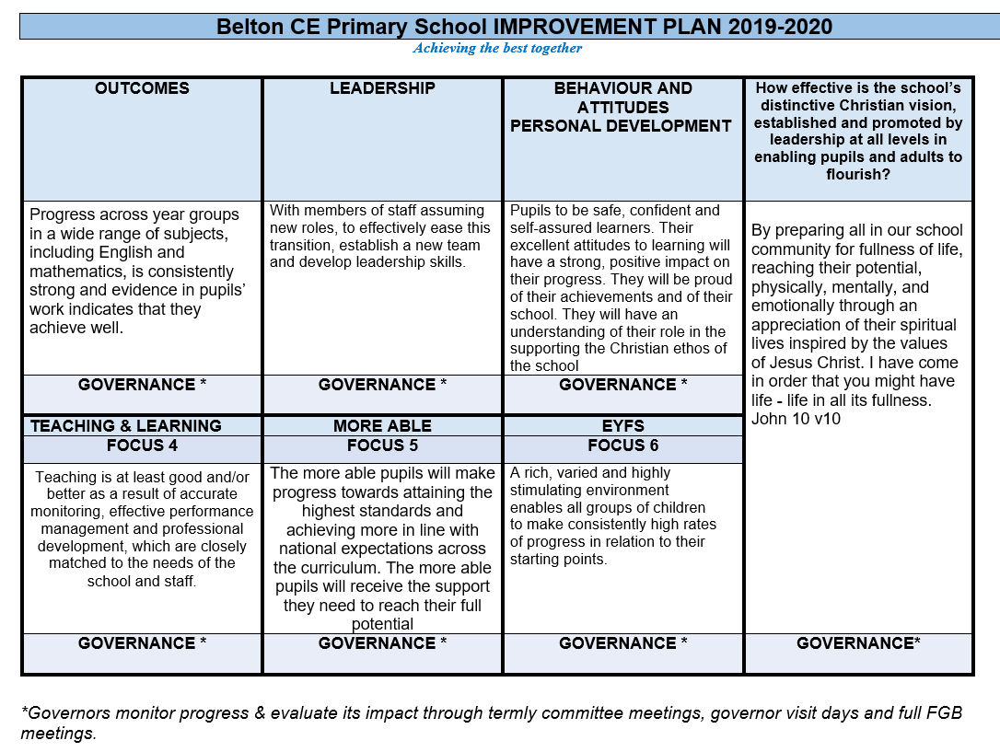 Belton CE Primary School IMPROVEMENT PLAN 2019-2020
Achieving the best together
OUTCOMES
Progress across year groups
in a wide range of subjects,
including English and
mathematics, is consistently
strong and evidence in pupils’
work indicates that they
achieve well.
GOVERNANCE *
LEADERSHIP
With members of staff assuming
new roles, to effectively ease this
transition, establish a new team
and develop leadership skills.
GOVERNANCE *
BEHAVIOUR AND
ATTITUDES
PERSONAL DEVELOPMENT
Pupils to be safe, confident and
self-assured learners. Their
excellent attitudes to learning will
have a strong, positive impact on
their progress. They will be proud
of their achievements and of their
school. They will have an
understanding of their role in the
supporting the Christian ethos of
the school
GOVERNANCE *
How effective is the school’s
distinctive Christian vision,
established and promoted by
leadership at all levels in
enabling pupils and adults to
flourish?
By preparing all in our school
community for fullness of life,
reaching their potential,
physically, mentally, and
emotionally through an
appreciation of their spiritual
lives inspired by the values
of Jesus Christ. I have come
in order that you might have
life - life in all its fullness.
John 10 v10
GOVERNANCE*
TEACHING & LEARNING
FOCUS 4
Teaching is at least good and/or
better as a result of accurate
monitoring, effective performance
management and professional
development, which are closely
matched to the needs of the
school and staff.
GOVERNANCE *
MORE ABLE
FOCUS 5
The more able pupils will make
progress towards attaining the
highest standards and
achieving more in line with
national expectations across
the curriculum. The more able
pupils will receive the support
they need to reach their full
potential
GOVERNANCE *
EYFS
FOCUS 6
A rich, varied and highly
stimulating environment
enables all groups of children
to make consistently high rates
of progress in relation to their
starting points.
GOVERNANCE *
*Governors monitor progress & evaluate its impact through termly committee meetings, governor visit days and full FGB
meetings.